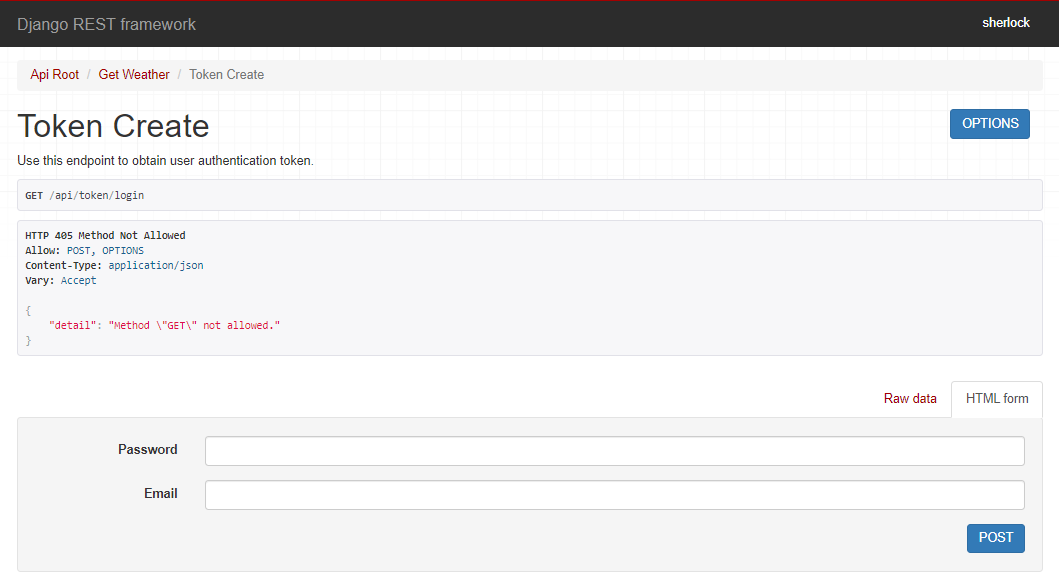 Django REST framework sherlock
Api Root / Get Weather / Token Create
Token Create OPTIONS
Use this endpoint to obtain user authentication token.
GET /api/token/login
HTTP 405 Method Not Allowed
Allow: POST, OPTIONS
Content-Type: application/json
Vary: Accept
{
    "detail": "Method \"GET\" not allowed."
}
Raw data HTML form
Password
Email
POST